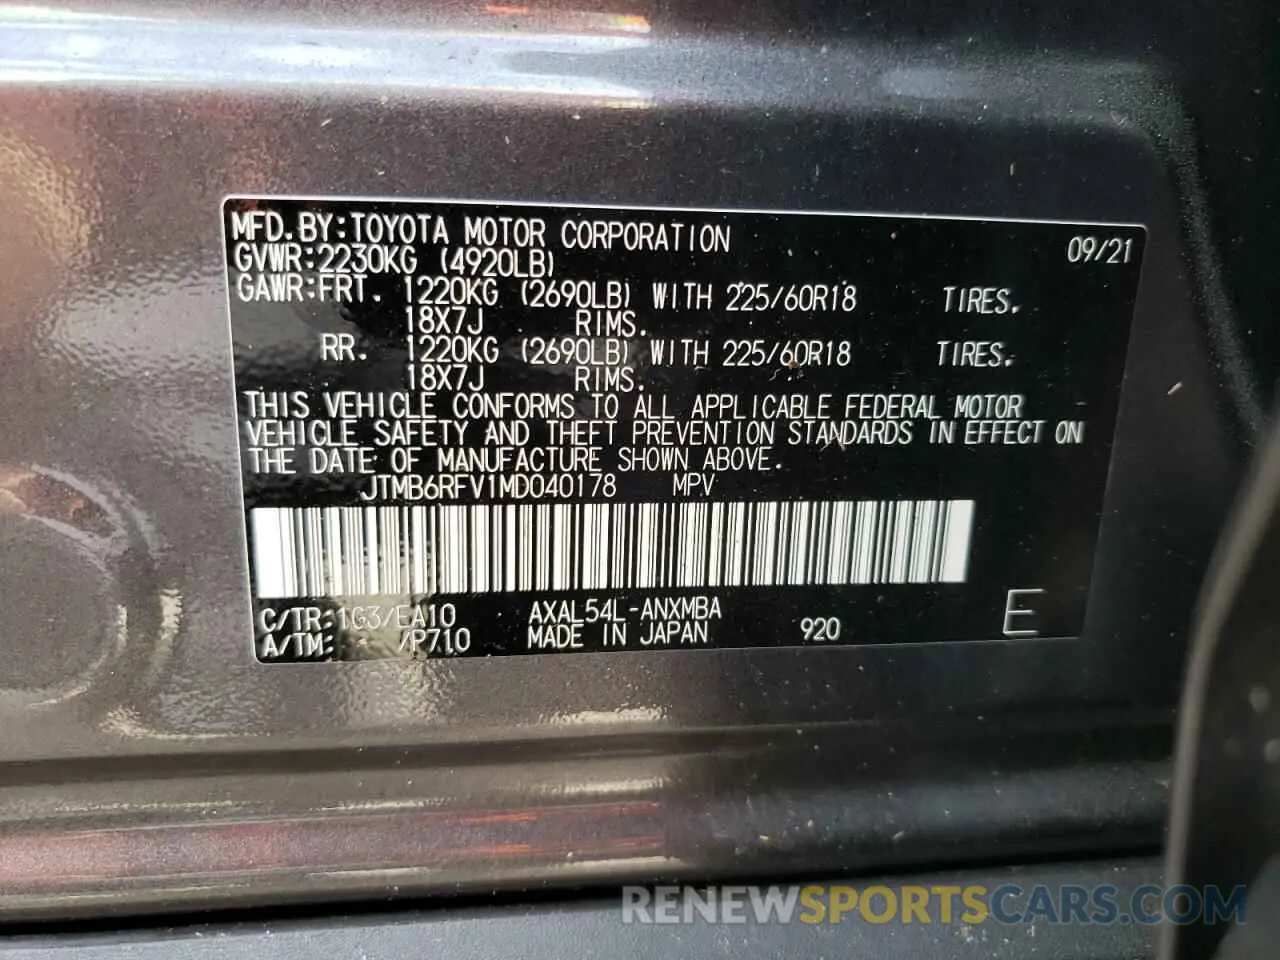 MFD.BY:TOYOTA MOTOR CORPORATION 09/21
GVWR:2230KG (4920LB)
GAWR:FRT. 1220KG (2690LB) WITH 225/60R18 TIRES.
18X7J RIMS.
RR. 1220KG (2690LB) WITH 225/60R18 TIRES.
18X7J RIMS.
THIS VEHICLE CONFORMS TO ALL APPLICABLE FEDERAL MOTOR
VEHICLE SAFETY AND THEFT PREVENTION STANDARDS IN EFFECT ON
THE DATE OF MANUFACTURE SHOWN ABOVE.
JTMB6RFV1MD040178 MPV
C/TR:1G3/EA10 AXAL54L-ANXMBA
A/TM: /P710 MADE IN JAPAN 920 E
RENEWSPORTSCARS.COM